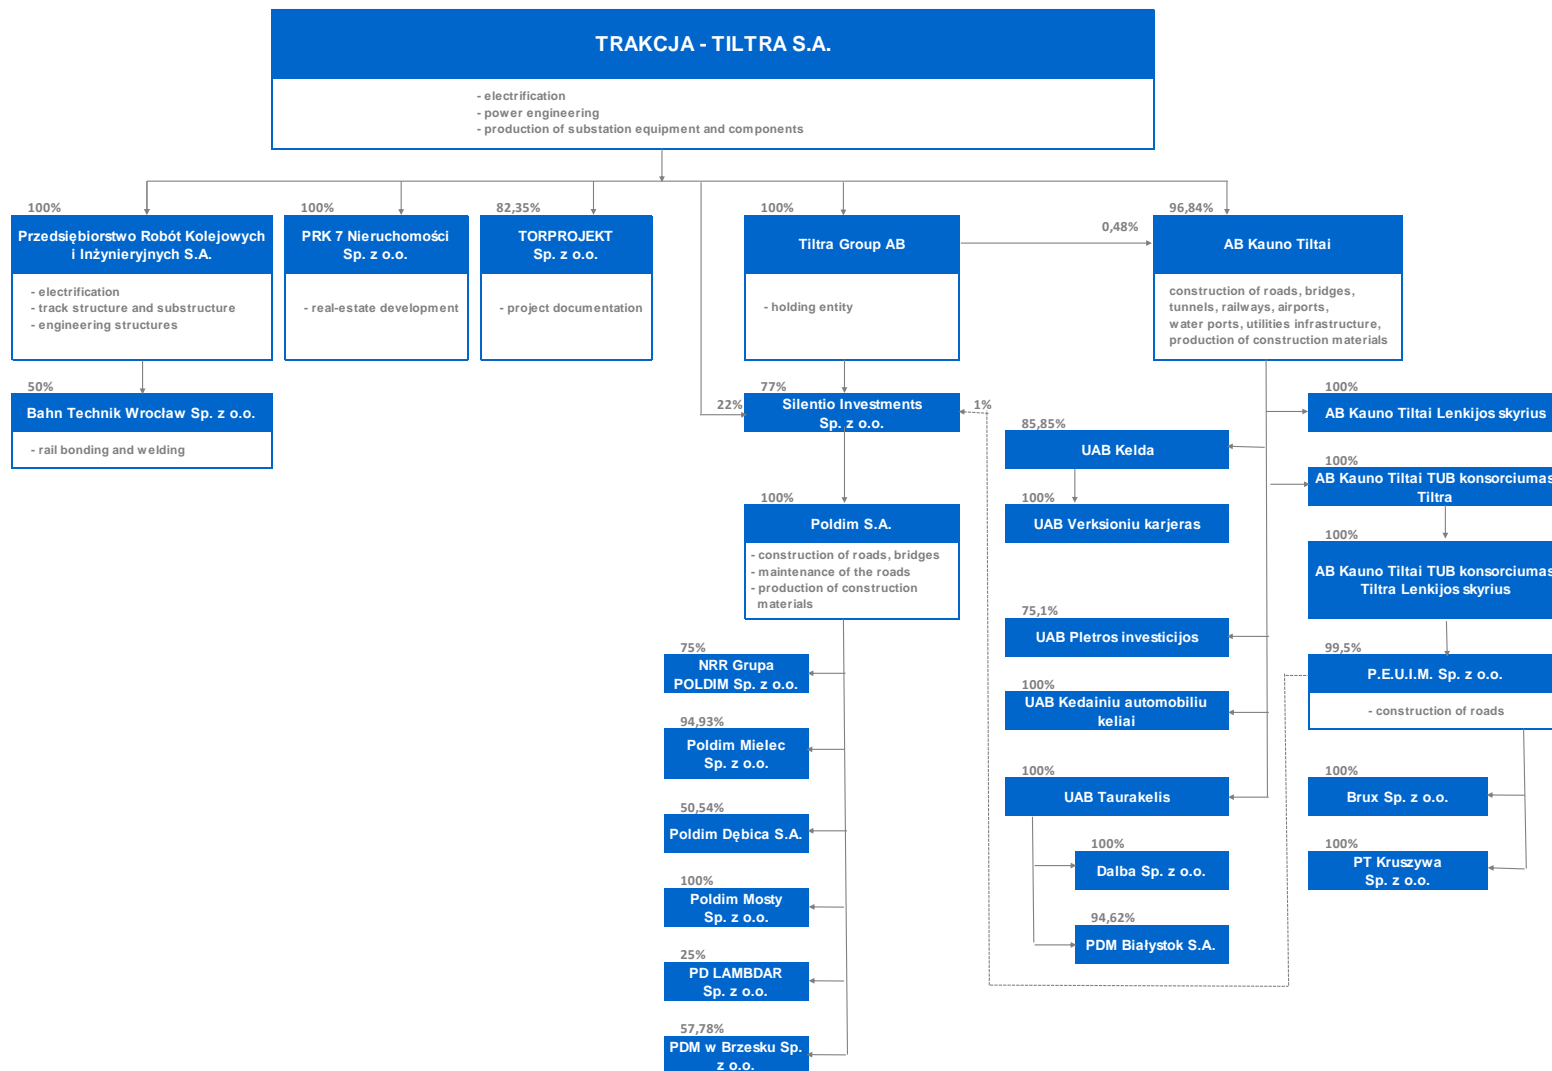 TRAKCJA - TILTRA S.A.
- electrification
- power engineering
- production of substation equipment and components
100%
Przedsiębiorstwo Robót Kolejowych
i Inżynieryjnych S.A.
- electrification
- track structure and substructure
- engineering structures
50%
Bahn Technik Wrocław Sp. z o.o.
- rail bonding and welding
100%
PRK 7 Nieruchomości
Sp. z o.o.
- real-estate development
82,35%
TORPROJEKT
Sp. z o.o.
- project documentation
100%
Tiltra Group AB
- holding entity
0,48%
96,84%
AB Kauno Tiltai
construction of roads, bridges,
tunnels, railways, airports,
water ports, utilities infrastructure,
production of construction materials
77%
22%
Silentio Investments
Sp. z o.o.
1%
100%
Poldim S.A.
- construction of roads, bridges
- maintenance of the roads
- production of construction
materials
75%
NRR Grupa
POLDIM Sp. z o.o.
94,93%
Poldim Mielec
Sp. z o.o.
50,54%
Poldim Dębica S.A.
100%
Poldim Mosty
Sp. z o.o.
25%
PD LAMBDAR
Sp. z o.o.
57,78%
PDM w Brzesku Sp.
z o.o.
85,85%
UAB Kelda
100%
UAB Verksioniu karjeras
75,1%
UAB Pletros investicijos
100%
UAB Kedainiu automobiliu
keliai
100%
UAB Taurakelis
100%
Dalba Sp. z o.o.
94,62%
PDM Białystok S.A.
100%
AB Kauno Tiltai Lenkijos skyrius
100%
AB Kauno Tiltai TUB konsorciumas
Tiltra
100%
AB Kauno Tiltai TUB konsorciumas
Tiltra Lenkijos skyrius
99,5%
P.E.U.I.M. Sp. z o.o.
- construction of roads
100%
Brux Sp. z o.o.
100%
PT Kruszywa
Sp. z o.o.